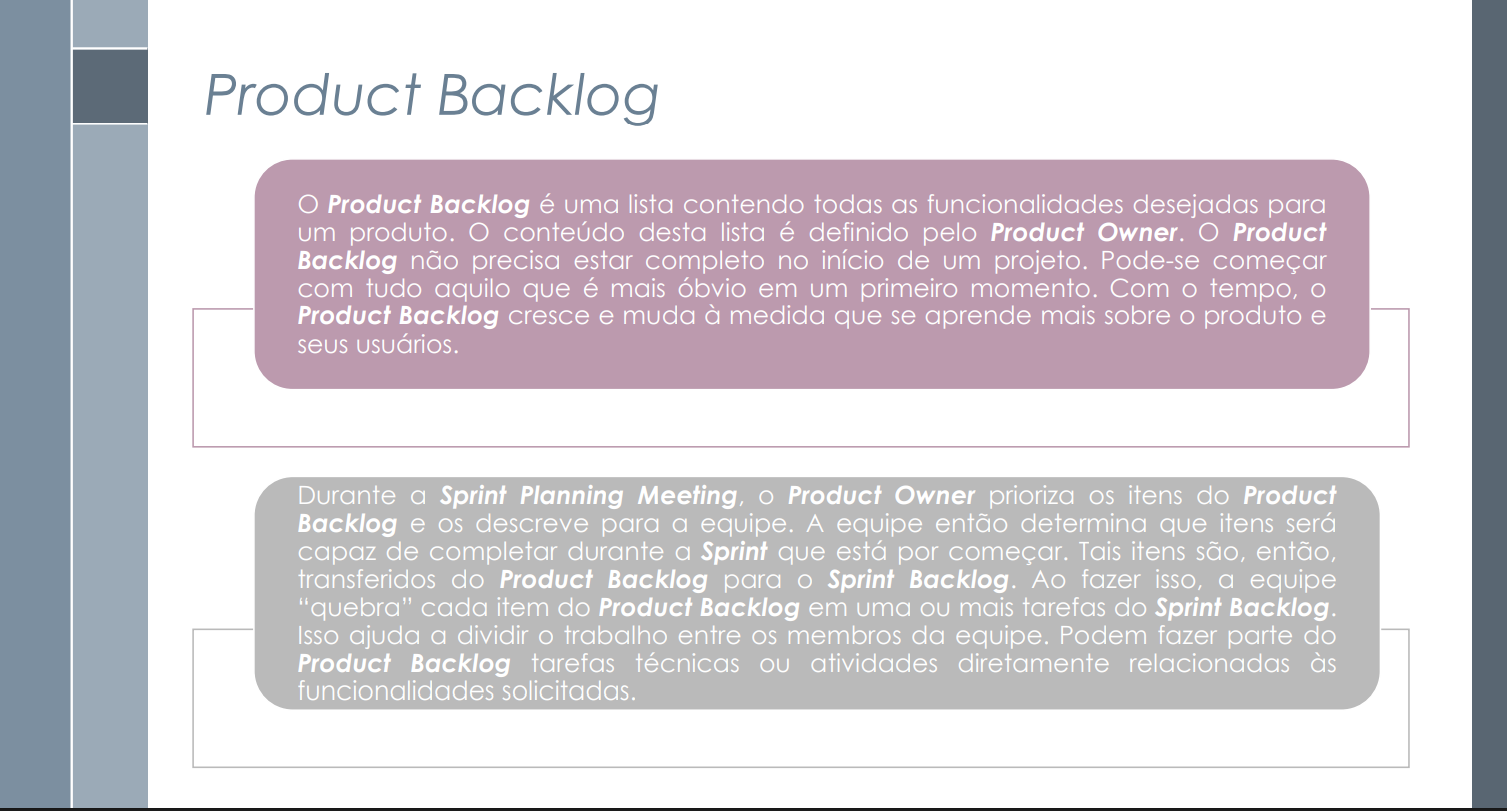 Product Backlog
O Product Backlog é uma lista contendo todas as funcionalidades desejadas para
um produto. O conteúdo desta lista é definido pelo Product Owner. O Product
Backlog não precisa estar completo no início de um projeto. Pode-se começar
com tudo aquilo que é mais óbvio em um primeiro momento. Com o tempo, o
Product Backlog cresce e muda à medida que se aprende mais sobre o produto e
seus usuários.
Durante a Sprint Planning Meeting, o Product Owner prioriza os itens do Product
Backlog e os descreve para a equipe. A equipe então determina que itens será
capaz de completar durante a Sprint que está por começar. Tais itens são, então,
transferidos do Product Backlog para o Sprint Backlog. Ao fazer isso, a equipe
“quebra” cada item do Product Backlog em uma ou mais tarefas do Sprint Backlog.
Isso ajuda a dividir o trabalho entre os membros da equipe. Podem fazer parte do
Product Backlog tarefas técnicas ou atividades diretamente relacionadas às
funcionalidades solicitadas.